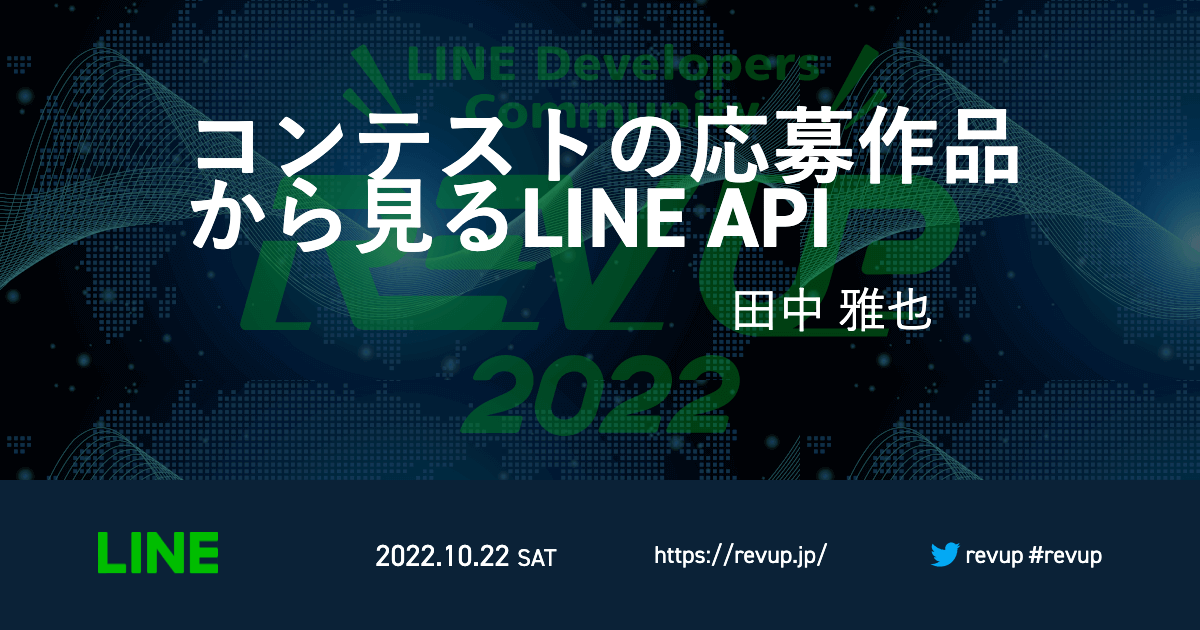 LINE Developers
Community
コンテストの応募作品
から見るLINE API
REVUP
田中 雅也
2022
LINE
2022.10.22 SAT
https://revup.jp/
revup #revup